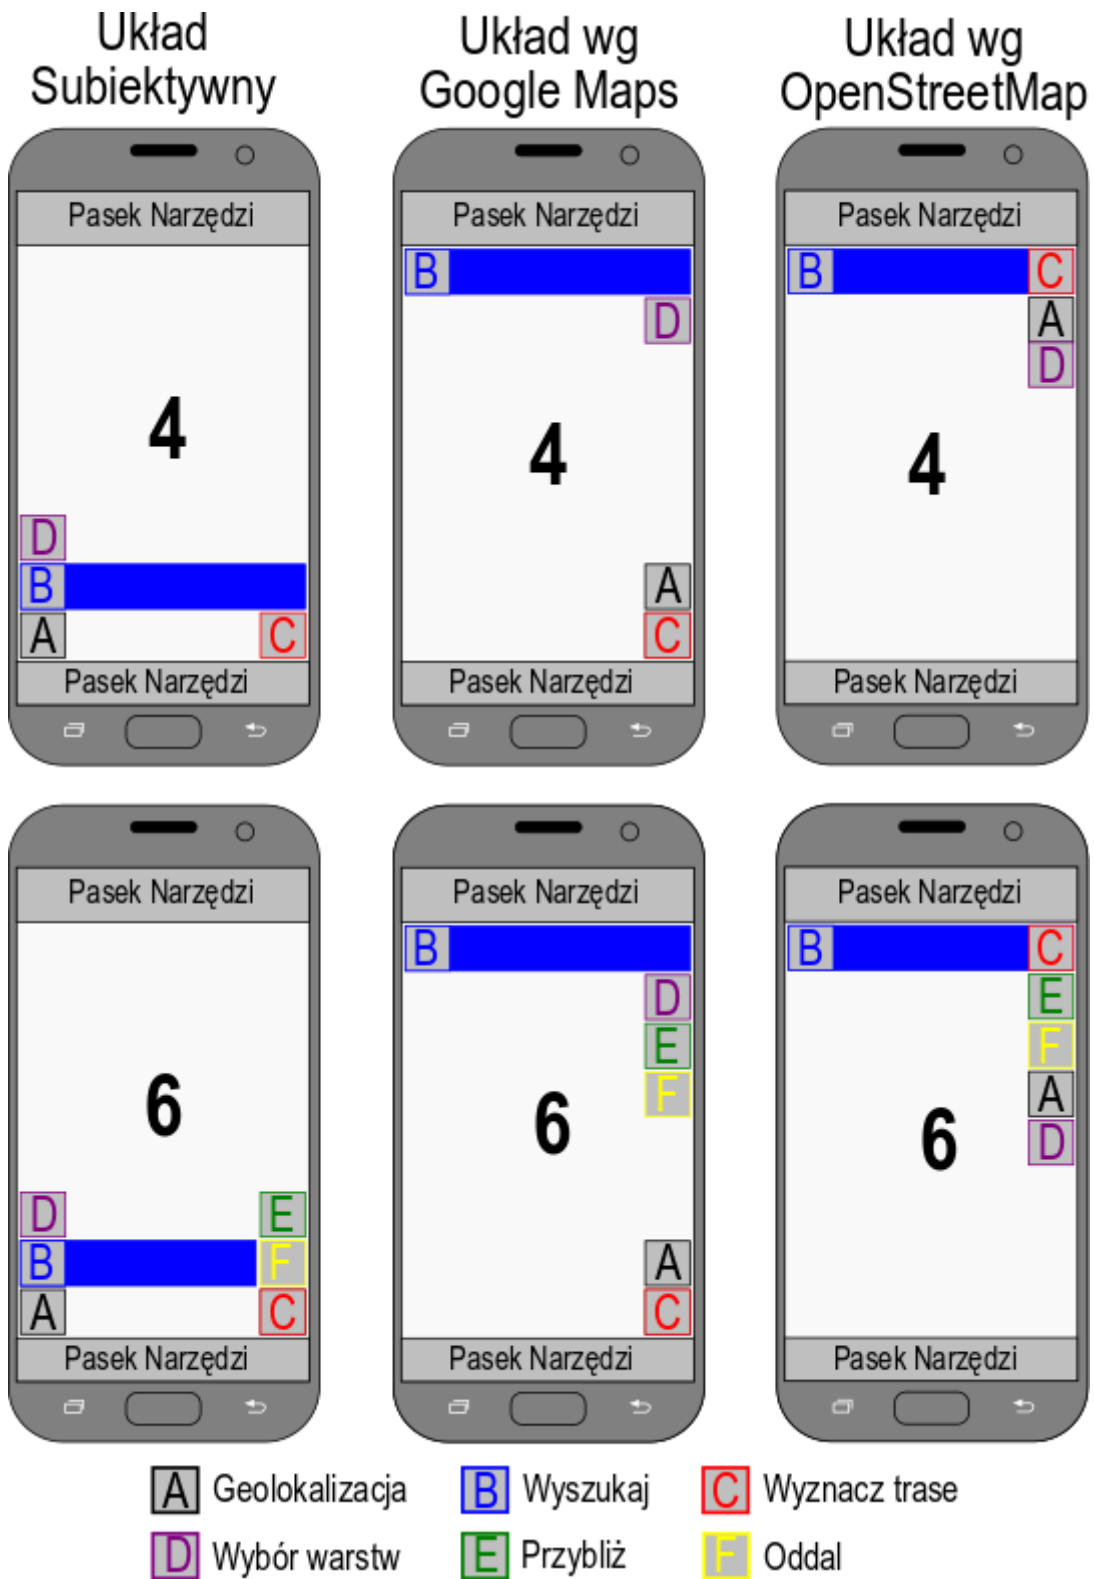 Układ
Subiektywny
Układ wg
Google Maps
Układ wg
OpenStreetMap
Pasek Narzędzi
4
D
B
A C
Pasek Narzędzi
Pasek Narzędzi
B
D
4
A
C
Pasek Narzędzi
Pasek Narzędzi
B C
A
D
4
Pasek Narzędzi
Pasek Narzędzi
6
D E
B F
A C
Pasek Narzędzi
Pasek Narzędzi
B
D
E
F
6
A
C
Pasek Narzędzi
Pasek Narzędzi
B C
E
F
A
6
D
Pasek Narzędzi
A Geolokalizacja B Wyszukaj C Wyznacz trase
D Wybór warstw E Przybliż F Oddal